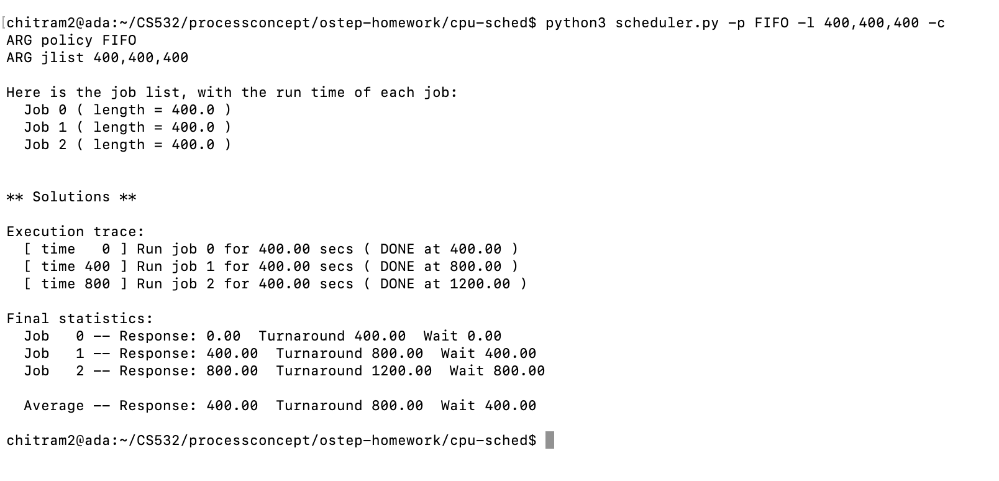 [chitram2@ada:~/CS532/processconcept/ostep-homework/cpu-sched$ python3 scheduler.py -p FIFO -l 400,400,400 -c
ARG policy FIFO
ARG jlist 400,400,400
Here is the job list, with the run time of each job:
Job 0 ( length = 400.0 )
Job 1 ( length = 400.0 )
Job 2 ( length = 400.0 )
** Solutions **
Execution trace:
[ time   0 ] Run job 0 for 400.00 secs ( DONE at 400.00 )
[ time 400 ] Run job 1 for 400.00 secs ( DONE at 800.00 )
[ time 800 ] Run job 2 for 400.00 secs ( DONE at 1200.00 )
Final statistics:
Job   0 -- Response: 0.00  Turnaround 400.00  Wait 0.00
Job   1 -- Response: 400.00  Turnaround 800.00  Wait 400.00
Job   2 -- Response: 800.00  Turnaround 1200.00  Wait 800.00
Average -- Response: 400.00  Turnaround 800.00  Wait 400.00
chitram2@ada:~/CS532/processconcept/ostep-homework/cpu-sched$